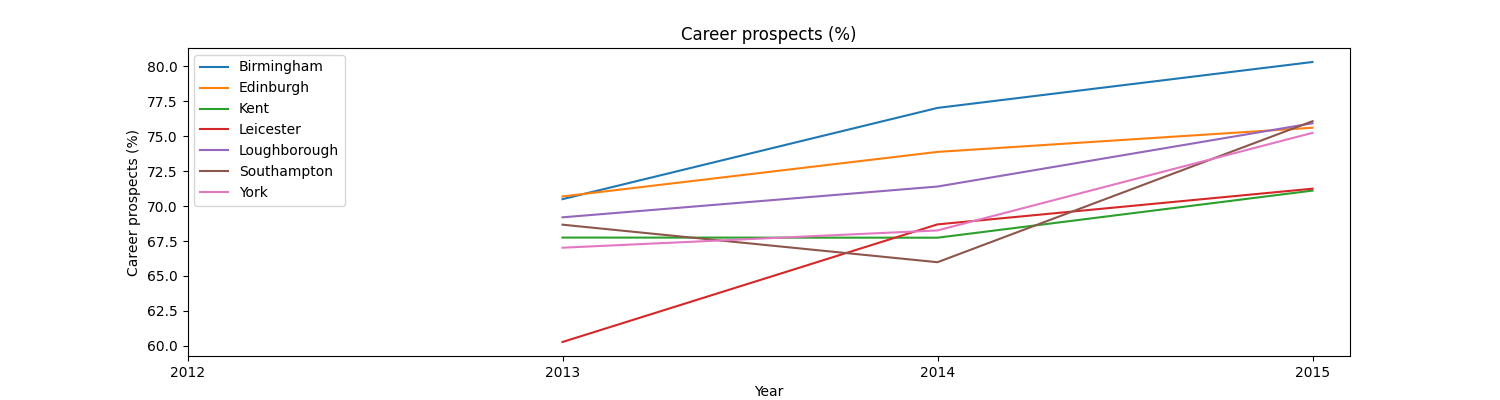 Career prospects (%)
Birmingham
Edinburgh
Kent
Leicester
Loughborough
Southampton
York
Career prospects (%)
80.0
77.5
75.0
72.5
70.0
67.5
65.0
62.5
60.0
2012 2013 2014 2015
Year